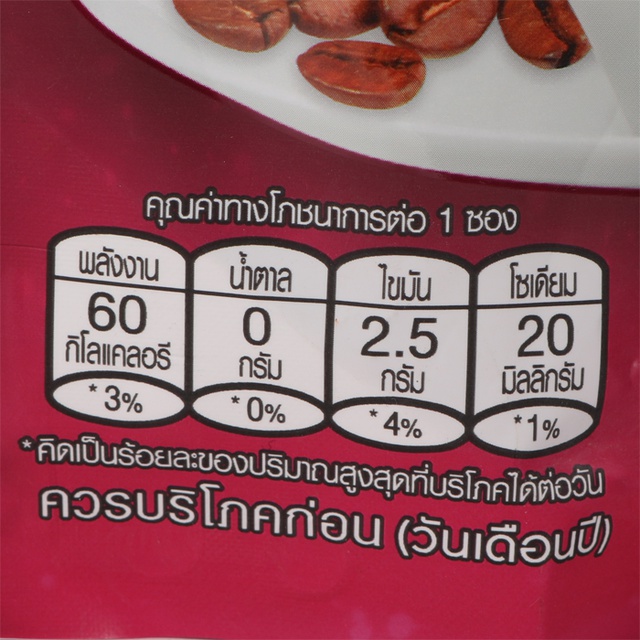 คุณค่าทางโภชนาการต่อ 1 ซอง
พลังงาน น้ำตาล ไขมัน โซเดียม
60 0 2.5 20
กิโลแคลอรี กรัม กรัม มิลลิกรัม
*3% *0% *4% *1%
*คิดเป็นร้อยละของปริมาณสูงสุดที่บริโภคได้ต่อวัน
ควรบริโภคก่อน (วันเดือนปี)